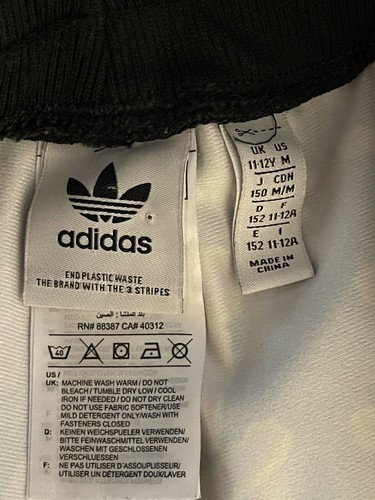 adidas
END PLASTIC WASTE
THE BRAND WITH THE 3 STRIPES
UK US
11-12Y M
J CDN
150 M/M
D F
152 11-12A
E I
152 11-12A
MADE IN
CHINA
بلد المنشأ: الصين
RN# 88387 CA# 40312
40
US /
UK: MACHINE WASH WARM / DO NOT
BLEACH / TUMBLE DRY LOW / COOL
IRON IF NEEDED / DO NOT DRY CLEAN
DO NOT USE FABRIC SOFTENER/USE
MILD DETERGENT ONLY/WASH WITH
FASTENERS CLOSED
D: KEINEN WEICHSPUELER VERWENDEN/
BITTE FEINWASCHMITTEL VERWENDEN/
WASCHEN MIT GESCHLOSSENEN
VERSCHLUESSEN
F: NE PAS UTILISER D'ASSOUPLISSEUR/
UTILISER UN DÉTERGENT DOUX/LAVER